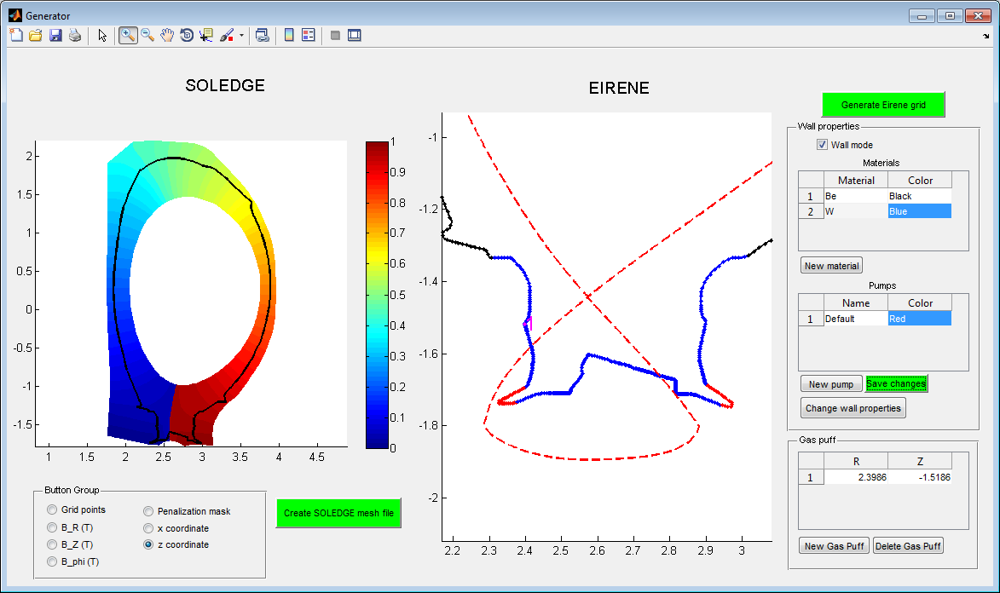 Generator
SOLEDGE
EIRENE
Generate Eirene grid
Wall properties
Wall mode
Materials
Material Color
1 Be Black
2 W Blue
New material
Pumps
Name Color
1 Default Red
New pump Save changes
Change wall properties
Gas puff
R Z
1 2.3986 -1.5186
New Gas Puff Delete Gas Puff
2
1.5
1
0.5
0
-0.5
-1
-1.5
1 1.5 2 2.5 3 3.5 4 4.5
1
0.9
0.8
0.7
0.6
0.5
0.4
0.3
0.2
0.1
0
-1
-1.2
-1.4
-1.6
-1.8
-2
2.2 2.3 2.4 2.5 2.6 2.7 2.8 2.9 3
Button Group
Grid points Penalization mask
B_R (T) x coordinate
B_Z (T) z coordinate
B_phi (T)
Create SOLEDGE mesh file